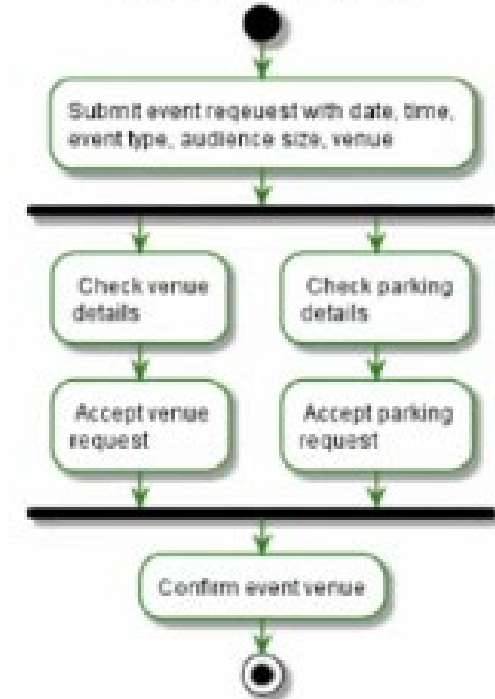 Submit event reqeuest with date, time,
event type, audience size, venue
Check venue
details
Check parking
details
Accept venue
request
Accept parking
request
Confirm event venue